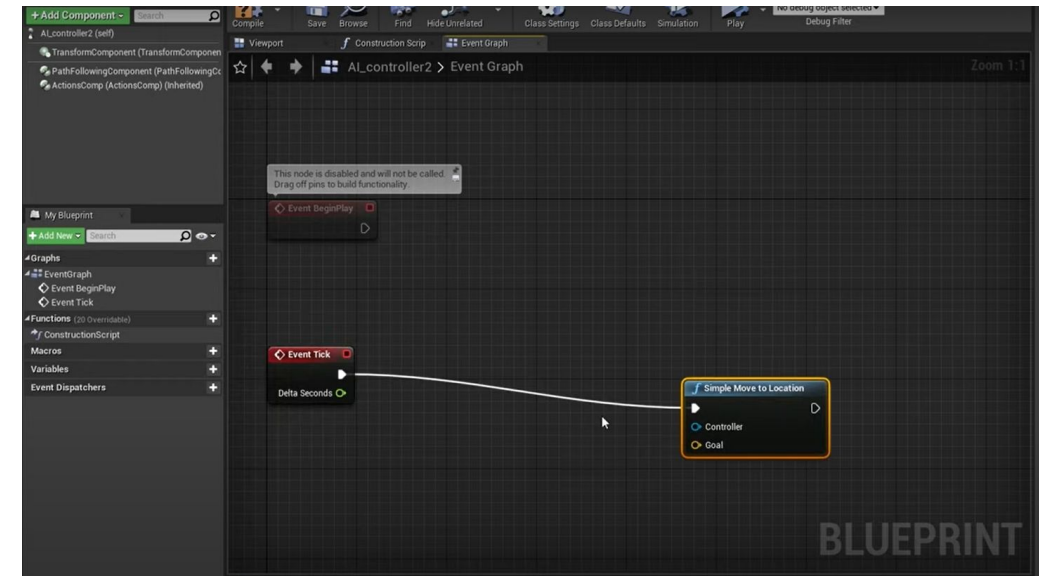 +Add Component
Search
AI_controller2 (self)
TransformComponent (TransformComponen
PathFollowingComponent (PathFollowingCc
ActionsComp (ActionsComp) (Inherited)
Compile
Save
Browse
Find
Hide Unrelated
Class Settings
Class Defaults
Simulation
Play
No debug object selected
Debug Filter
Viewport
f Construction Scrip
Event Graph
AI_controller2 > Event Graph
Zoom 1:1
This node is disabled and will not be called.
Drag off pins to build functionality.
Event BeginPlay
My Blueprint
+Add New
Search
Graphs
EventGraph
Event BeginPlay
Event Tick
Functions (20 Overridable)
f ConstructionScript
Macros
Variables
Event Dispatchers
Event Tick
Delta Seconds
f Simple Move to Location
Controller
Goal
BLUEPRINT